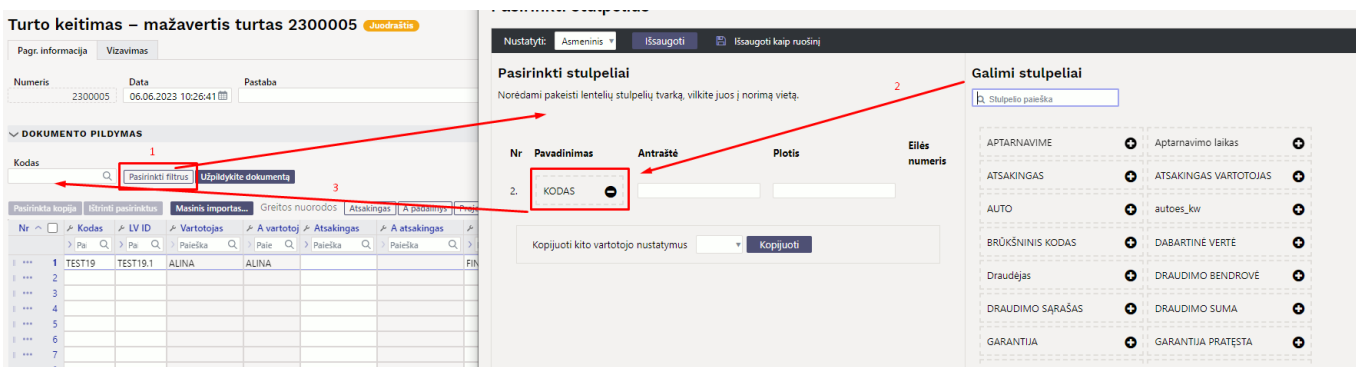 Turto keitimas – mažavertis turtas 2300005 Juodraštis
Pagr. informacija Vizavimas
Numeris Data Pastaba
2300005 06.06.2023 10:26:41
DOKUMENTO PILDYMAS
1
Kodas
Pasirinkti filtrus Užpildykite dokumentą
3
Pasirinkta kopija Ištrinti pasirinktus Masinis importas... Greitos nuorodos Atsakingas A padalinys Proje
Nr Kodas LV ID Vartotojas A vartotoj Atsakingas A atsakingas
Pai Pa Paieška Paie Paieška Paieška
1 TEST19 TEST19.1 ALINA ALINA FIN
2
3
4
5
6
7
Pasirinkti stulpelius
Nustatyti: Asmeninis Išsaugoti Išsaugoti kaip ruošinį
Pasirinkti stulpeliai
Norėdami pakeisti lentelių stulpelių tvarką, vilkite juos į norimą vietą.
2
Nr Pavadinimas Antraštė Plotis Eilės
numeris
2. KODAS
Kopijuoti kito vartotojo nustatymus Kopijuoti
Galimi stulpeliai
Stulpelio paieška
APTARNAVIME Aptarnavimo laikas
ATSAKINGAS ATSAKINGAS VARTOTOJAS
AUTO autoes_kw
BRŪKŠNINIS KODAS DABARTINĖ VERTĖ
Draudėjas DRAUDIMO BENDROVĖ
DRAUDIMO SĄRAŠAS DRAUDIMO SUMA
GARANTIJA GARANTIJA PRATĘSTA